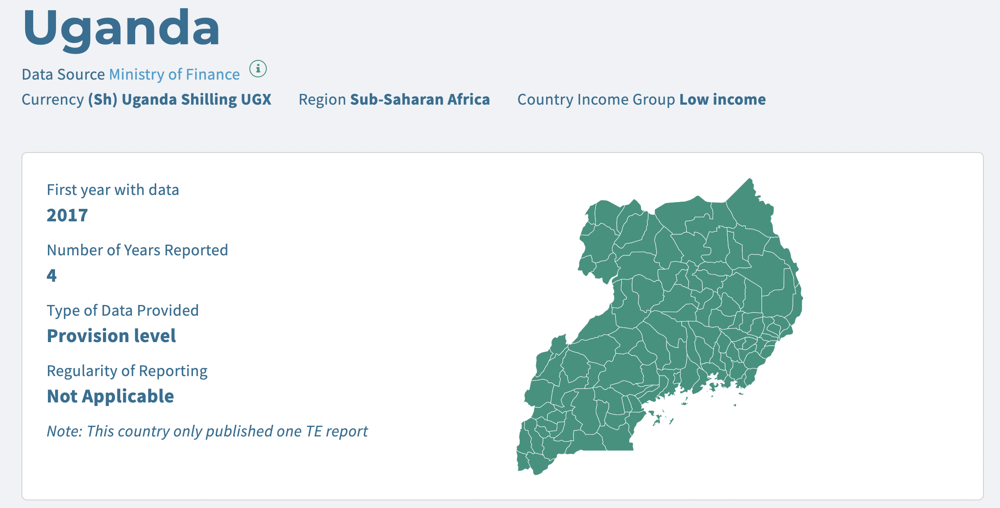 Uganda
Data Source Ministry of Finance i
Currency (Sh) Uganda Shilling UGX Region Sub-Saharan Africa Country Income Group Low income
First year with data
2017
Number of Years Reported
4
Type of Data Provided
Provision level
Regularity of Reporting
Not Applicable
Note: This country only published one TE report